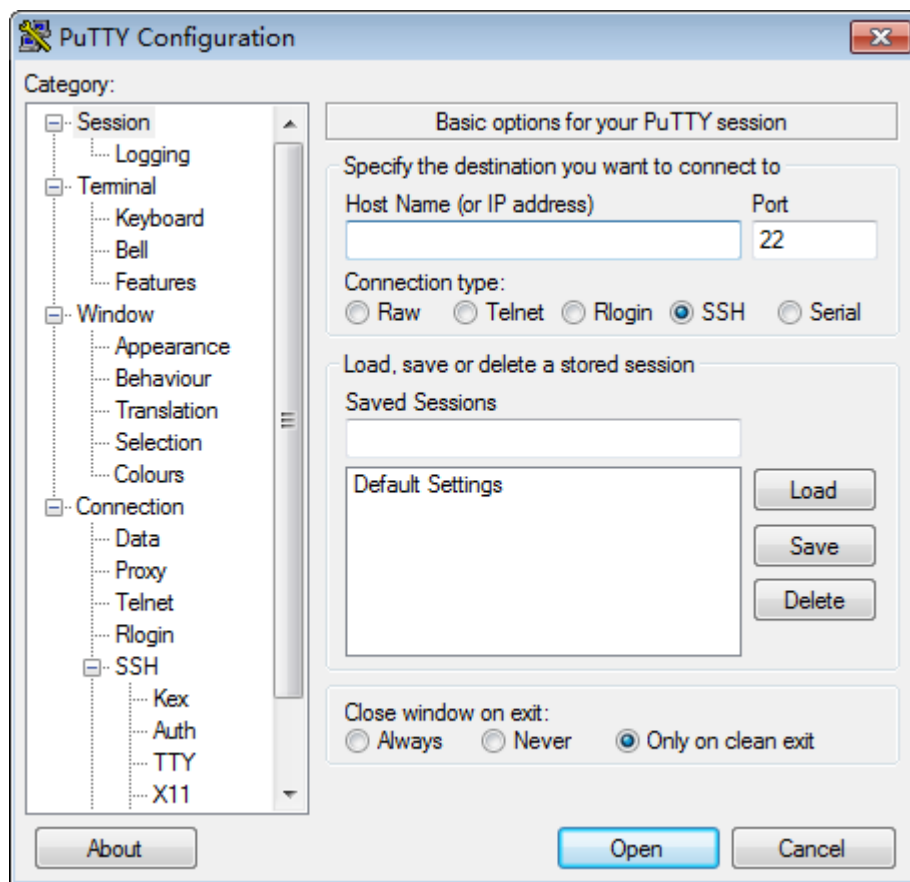 PuTTY Configuration
Category:
Session
Logging
Terminal
Keyboard
Bell
Features
Window
Appearance
Behaviour
Translation
Selection
Colours
Connection
Data
Proxy
Telnet
Rlogin
SSH
Kex
Auth
TTY
X11
Basic options for your PuTTY session
Specify the destination you want to connect to
Host Name (or IP address) Port
22
Connection type:
Raw Telnet Rlogin SSH Serial
Load, save or delete a stored session
Saved Sessions
Default Settings
Load
Save
Delete
Close window on exit:
Always Never Only on clean exit
About Open Cancel